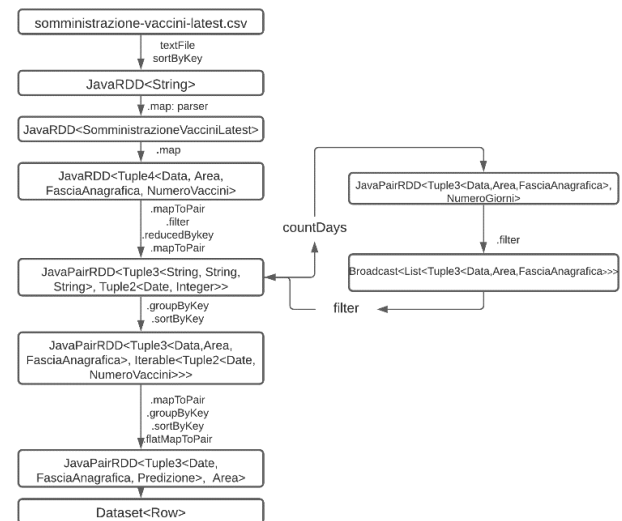 somministrazione-vaccini-latest.csv
textFile
sortByKey
JavaRDD<String>
.map: parser
JavaRDD<SomministrazioneVacciniLatest>
.map
JavaRDD<Tuple4<Data, Area,
FasciaAnagrafica, NumeroVaccini>
.mapToPair
.filter
.reducedBykey
.mapToPair
JavaPairRDD<Tuple3<String, String,
String>, Tuple2<Date, Integer>>
.groupByKey
.sortByKey
JavaPairRDD<Tuple3<Data,Area,
FasciaAnagrafica>, Iterable<Tuple2<Date,
NumeroVaccini>>>
.mapToPair
.groupByKey
.sortByKey
.flatMapToPair
JavaPairRDD<Tuple3<Date,
FasciaAnagrafica, Predizione>, Area>
Dataset<Row>
countDays
JavaPairRDD<Tuple3<Data,Area,FasciaAnagrafica>,
NumeroGiorni>
.filter
Broadcast<List<Tuple3<Data,Area,FasciaAnagrafica>>>
filter